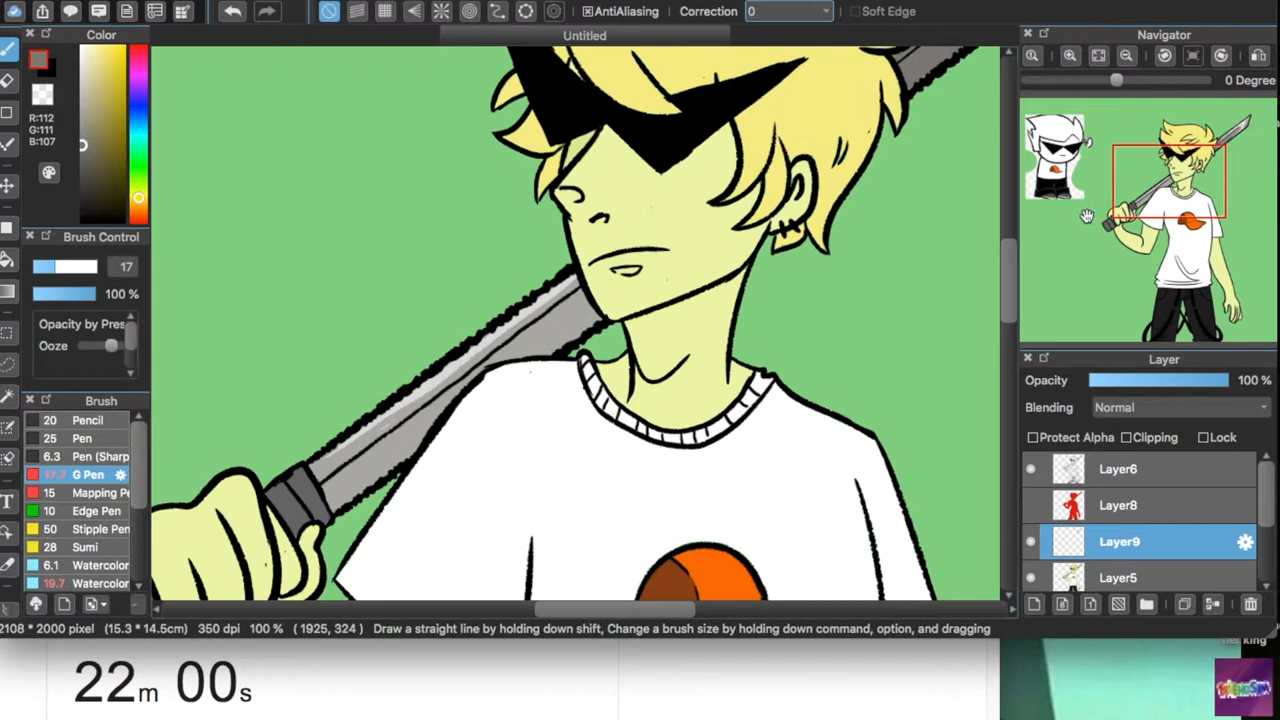 AntiAliasing Correction 0 Soft Edge
Untitled
Color
R:112
G:111
B:107
Brush Control
17
100 %
Opacity by Pres
Ooze
Brush
20 Pencil
25 Pen
6.3 Pen (Sharp
17.7 G Pen
15 Mapping Pe
10 Edge Pen
50 Stipple Pen
28 Sumi
6.1 Watercolor
19.7 Watercolor
Navigator
0 Degree
Layer
Opacity 100 %
Blending Normal
Protect Alpha Clipping Lock
Layer6
Layer8
Layer9
Layer5
2108 * 2000 pixel (15.3 * 14.5cm) 350 dpi 100 % ( 1925, 324 ) Draw a straight line by holding down shift, Change a brush size by holding down command, option, and dragging
22m 00s